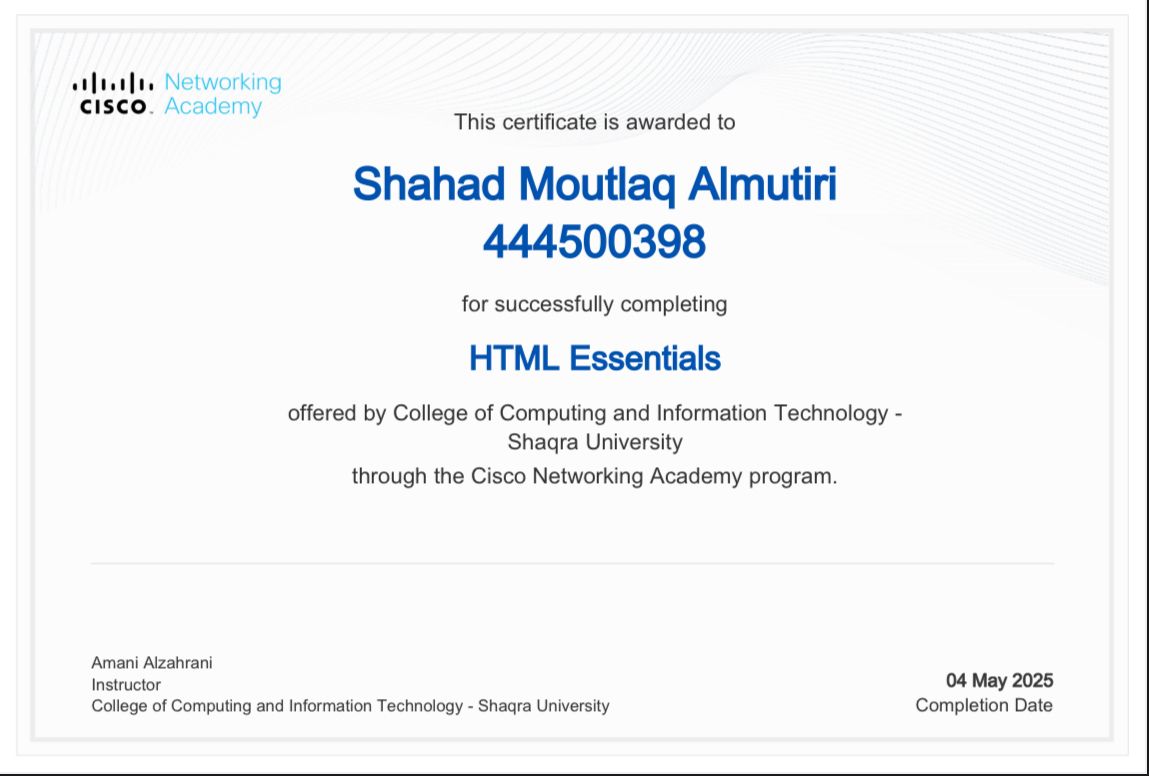 CISCO Networking
Academy
This certificate is awarded to
Shahad Moutlaq Almutiri
444500398
for successfully completing
HTML Essentials
offered by College of Computing and Information Technology -
Shaqra University
through the Cisco Networking Academy program.
Amani Alzahrani
Instructor
College of Computing and Information Technology - Shaqra University
04 May 2025
Completion Date